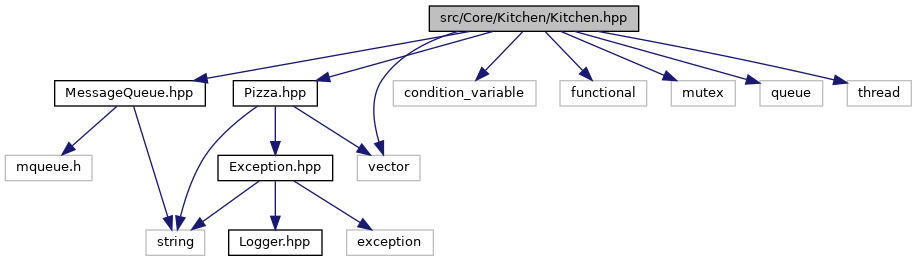 src/Core/Kitchen/Kitchen.hpp
MessageQueue.hpp
Pizza.hpp
condition_variable
functional
mutex
queue
thread
mqueue.h
Exception.hpp
vector
string
Logger.hpp
exception